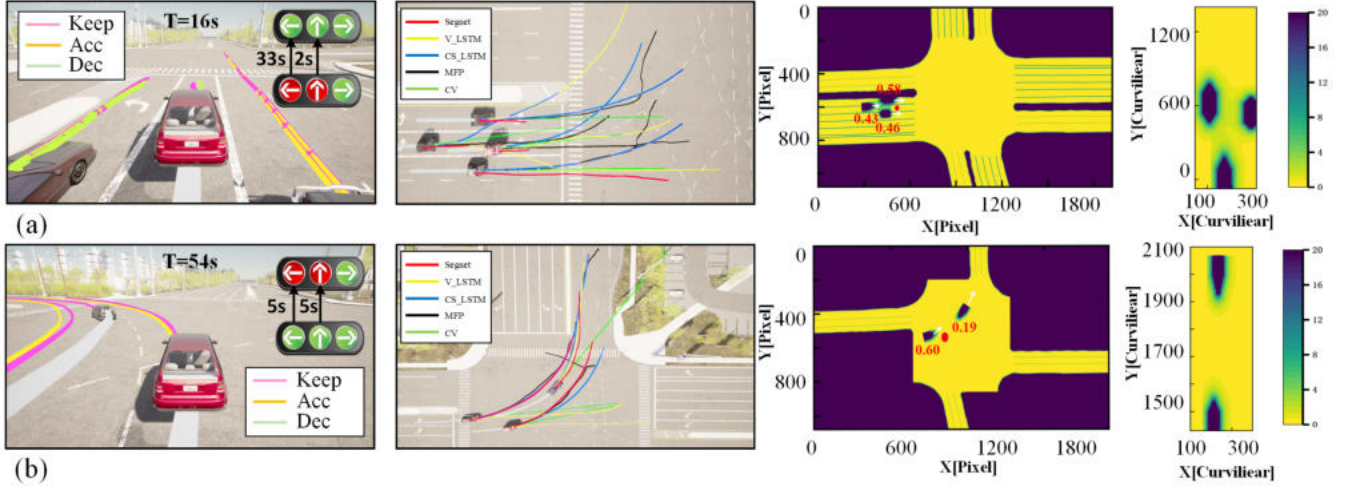 Keep
Acc
Dec
T=16s
33s
2s
Segnet
V_LSTM
CS_LSTM
MFP
CV
0
400
600
800
Y[Pixel]
0.58
0.43
0.46
0
600
1200
1800
X[Pixel]
1200
600
0
Y[Curviliear]
100
300
X[Curviliear]
20
16
12
8
4
0
(a)
T=54s
5s
5s
Keep
Acc
Dec
Segnet
V_LSTM
CS_LSTM
MFP
CV
0
400
800
Y[Pixel]
0.19
0.60
0
600
1200
1800
X[Pixel]
2100
1900
1700
1500
Y[Curviliear]
100
300
X[Curviliear]
20
16
12
8
4
0
(b)